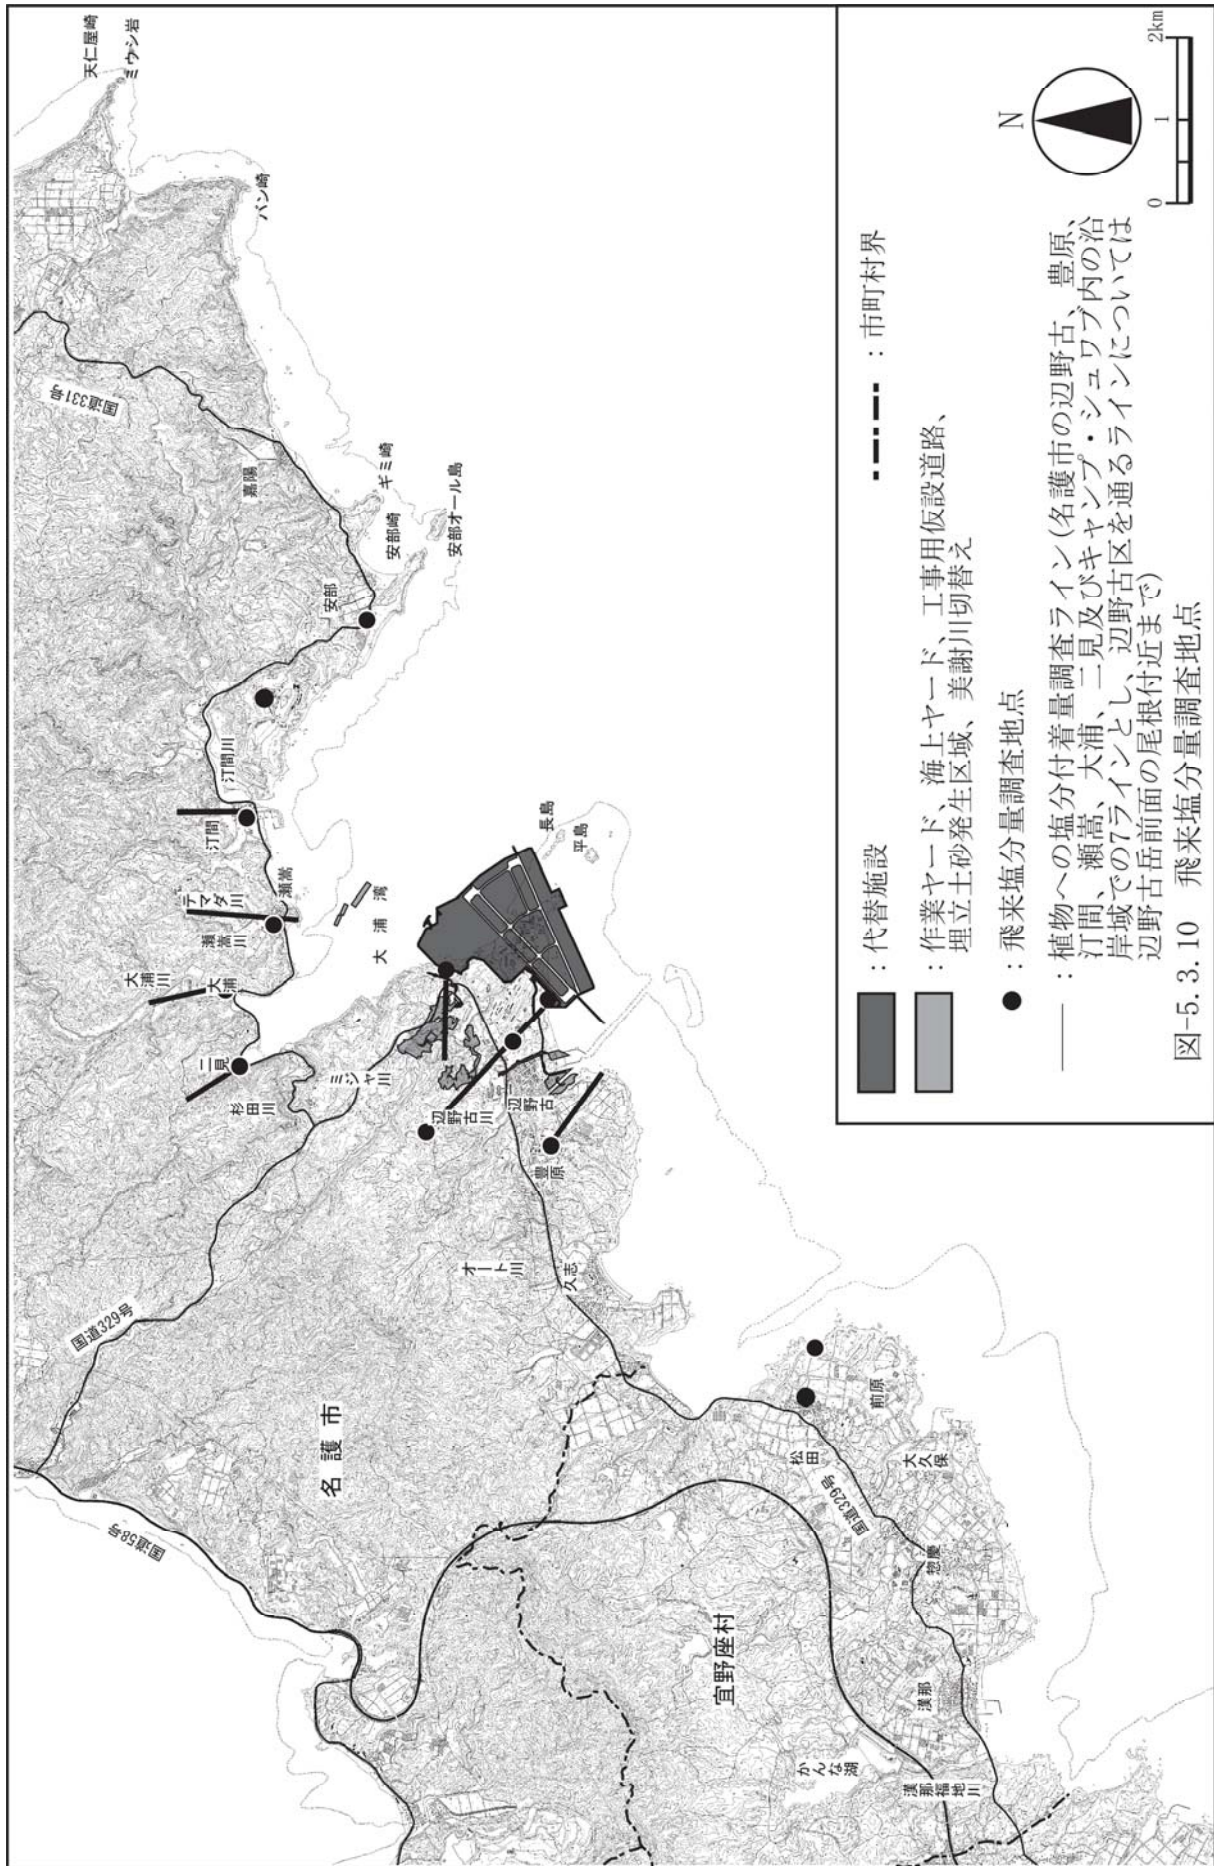 天仁屋崎
ミウシ岩
バン崎
国道331号
嘉陽
ギミ崎
安部崎
安部オール島
安部
汀間川
汀間
テマダ川
瀬嵩
瀬嵩川
大浦川
大浦
大浦湾
二見
杉田川
ミジャ川
長島
平島
辺野古川
辺野古
豊原
国道329号
オートト川
久志
名護市
国道58号
前原
松田
大久保
国道329号
惣慶
宜野座村
漢那
かんな湖
漢那福地川
：代替施設
：市町村界
：作業ヤード、海上ヤード、工事用仮設道路、
埋立土砂発生区域、美謝川切替え
：飛来塩分量調査地点
：植物への塩分付着量調査ライン(名護市の辺野古、豊原、
汀間、瀬嵩、大浦、二見及びキャンプ・シュワブ内の沿
岸域での7ラインとし、辺野古区を通るラインについては
辺野古岳前面の尾根付近まで)
N
0 1 2km
図-5.3.10 飛来塩分量調査地点